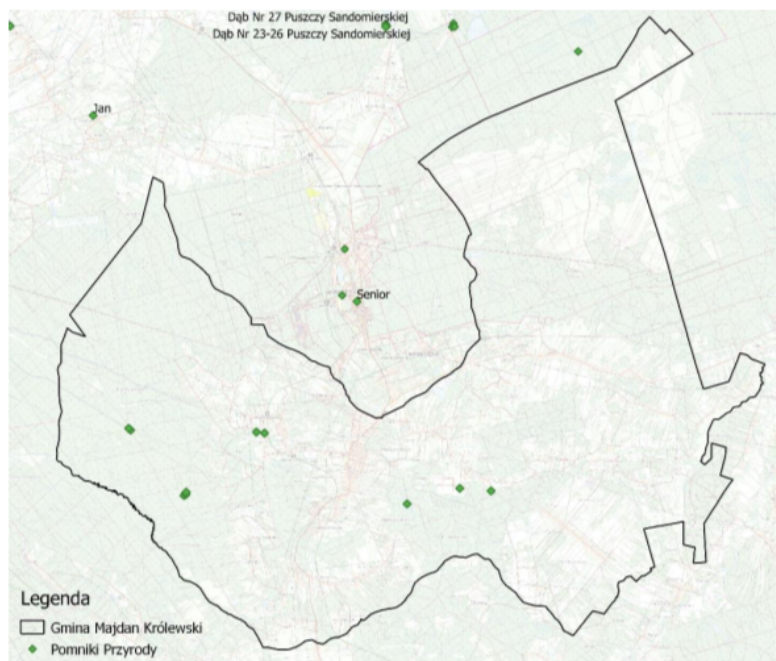 Dąb Nr 27 Puszczy Sandomierskiej
Dąb Nr 23-26 Puszczy Sandomierskiej
Jan
Senior
Legenda
Gmina Majdan Królewski
Pomniki Przyrody